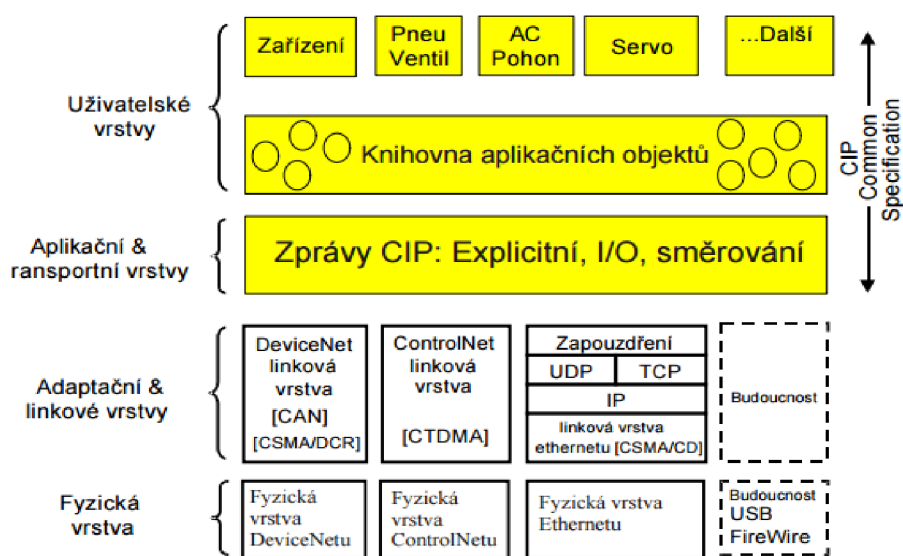 Zařízení
Pneu
Ventil
AC
Pohon
Servo
...Další
Uživatelské
vrstvy
Knihovna aplikačních objektů
CIP
Common
Specification
Aplikační &
ransportní vrstvy
Zprávy CIP: Explicitní, I/O, směrování
Adaptační &
linkové vrstvy
DeviceNet
linková
vrstva
[CAN]
[CSMA/DCR]
ControlNet
linková
vrstva
[CTDMA]
Zapouzdření
UDP
TCP
IP
linková vrstva
ethernetu [CSMA/CD]
Budoucnost
Fyzická
vrstva
Fyzická
vrstva
DeviceNetu
Fyzická
vrstva
ControlNetu
Fyzická vrstva
Ethernetu
Budoucnost
USB
FireWire